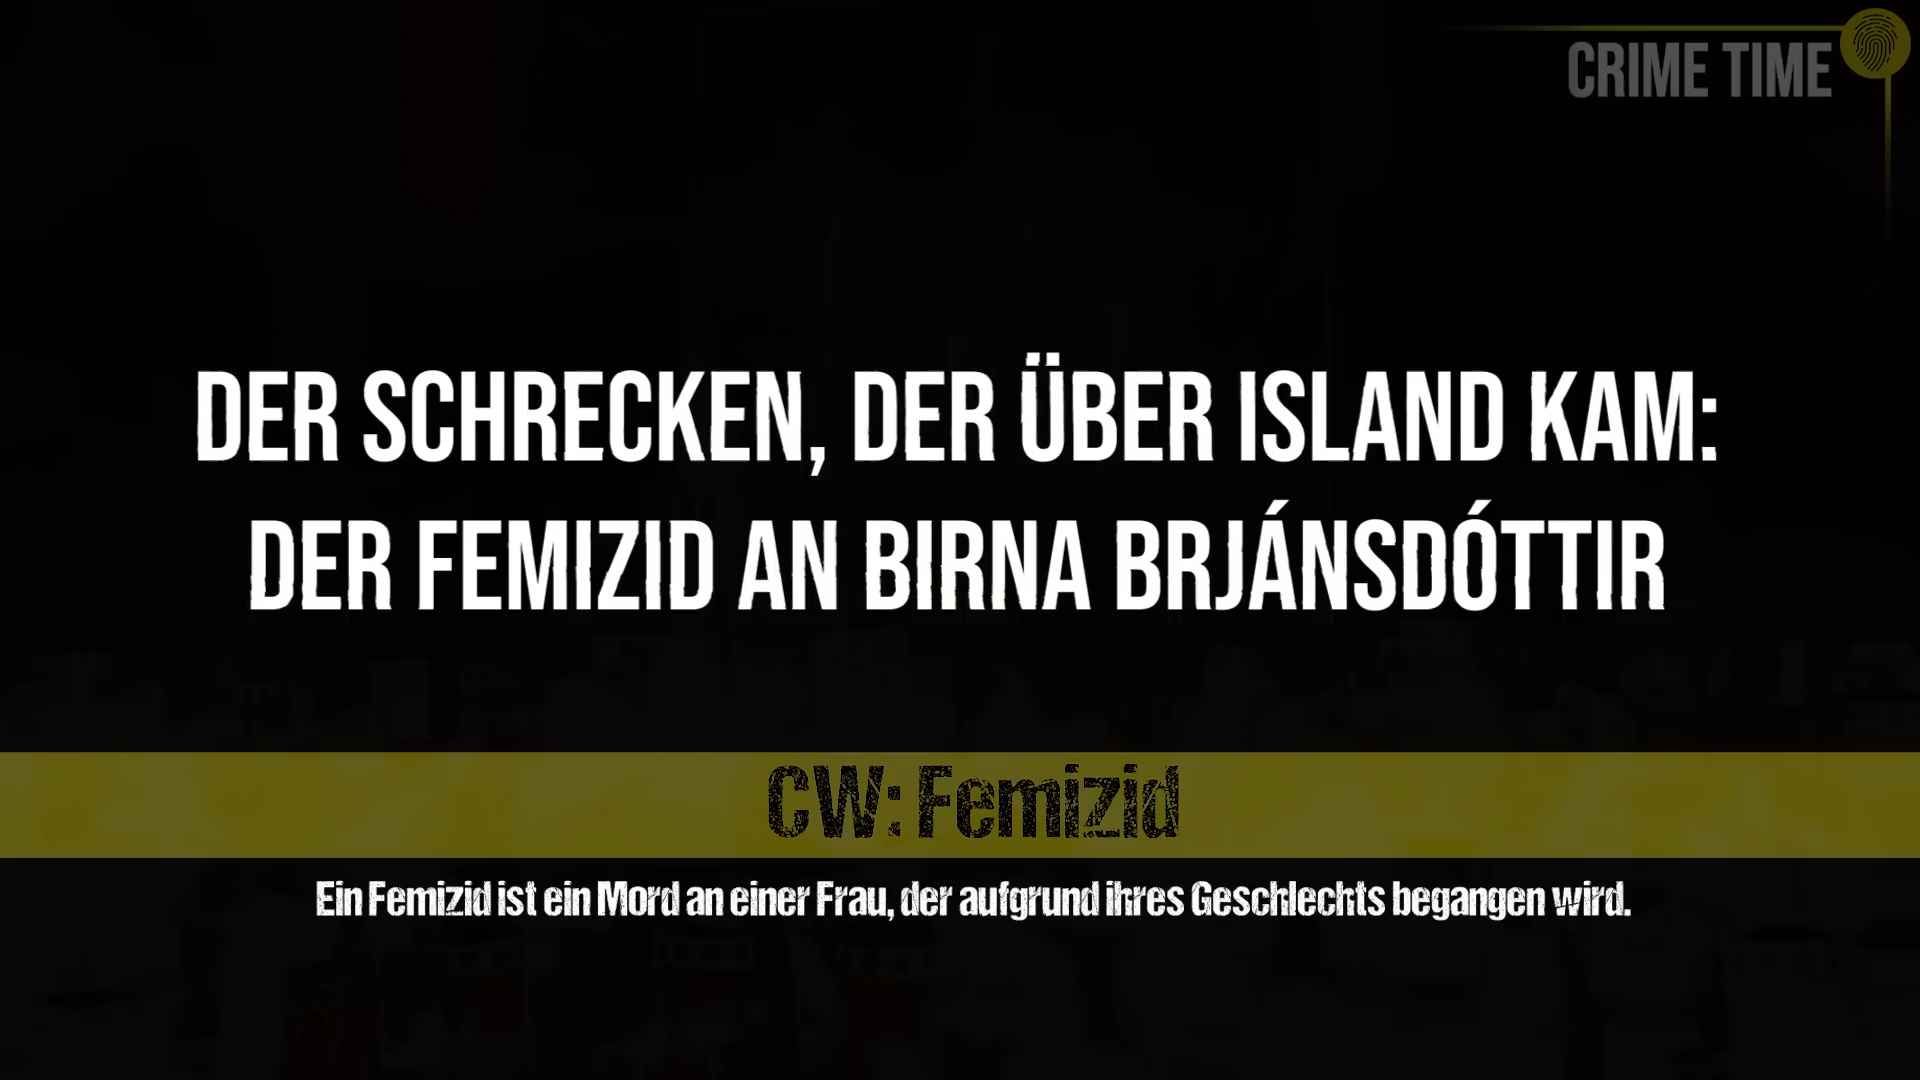 CRIME TIME
DER SCHRECKEN, DER ÜBER ISLAND KAM:
DER FEMIZID AN BIRNA BRJÁNSDÓTTIR
CW: Femizid
Ein Femizid ist ein Mord an einer Frau, der aufgrund ihres Geschlechts begangen wird.